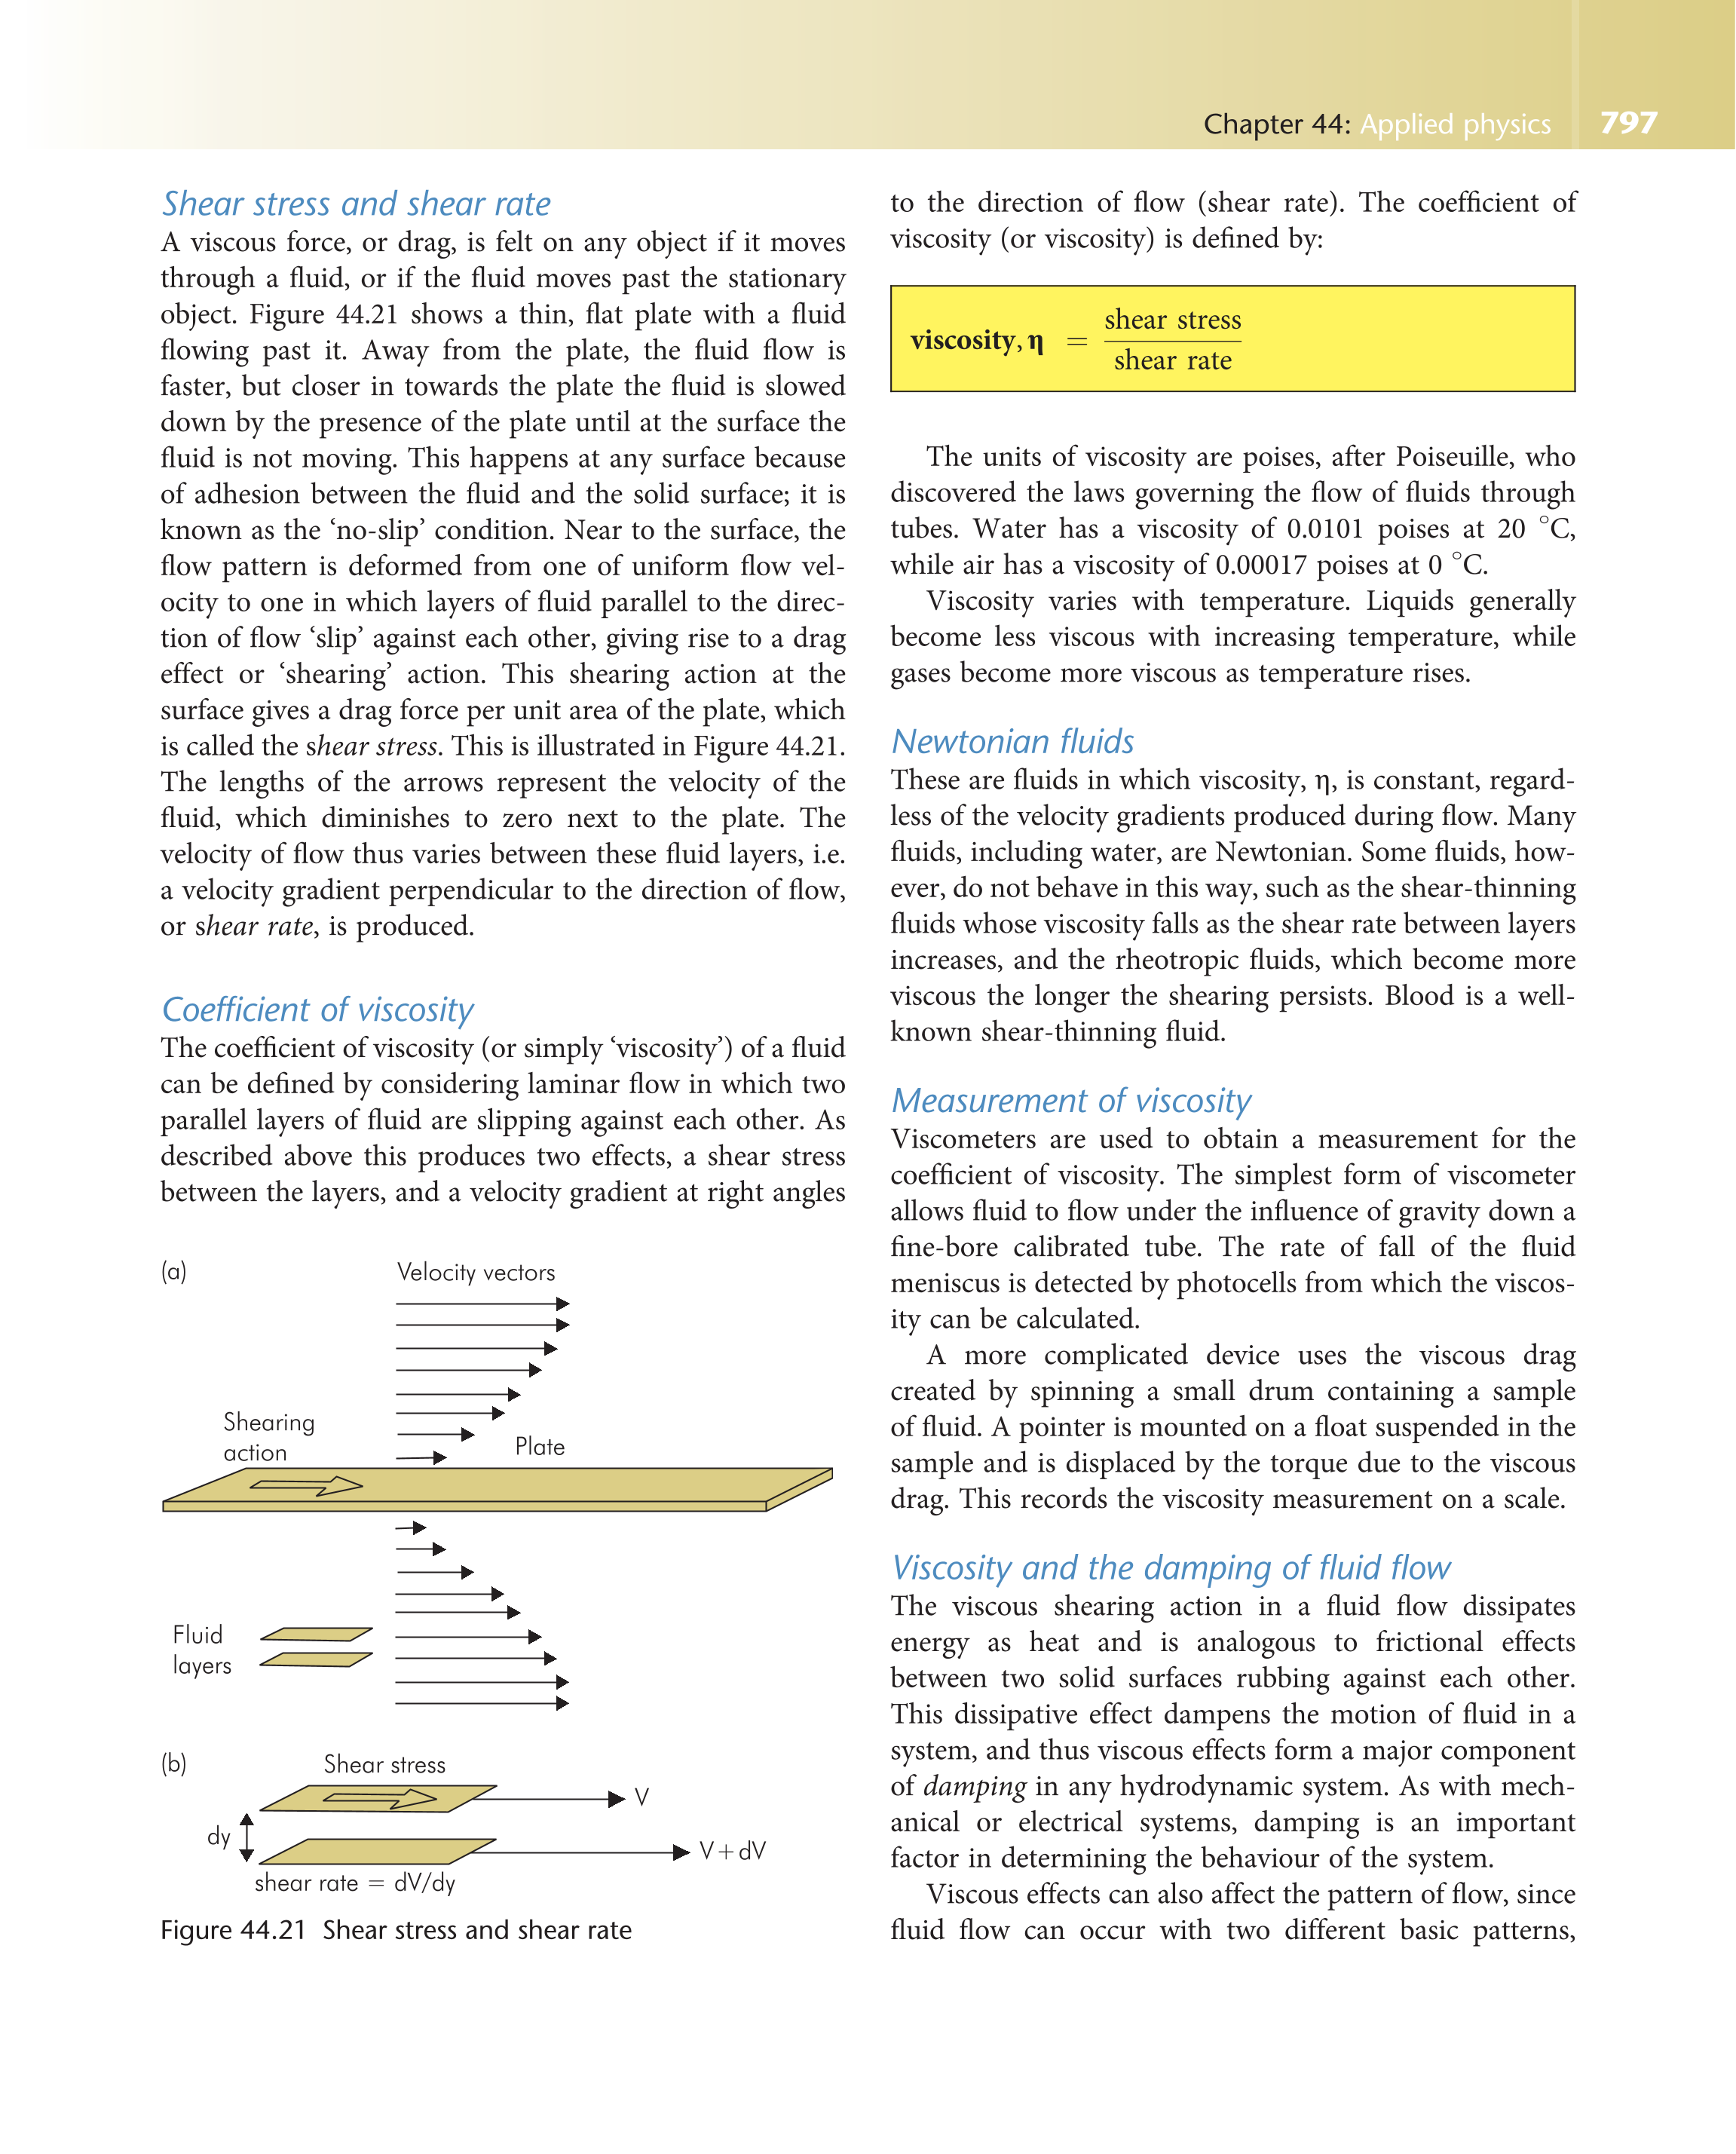 Chapter 44: Applied physics 797
Shear stress and shear rate
A viscous force, or drag, is felt on any object if it moves
through a fluid, or if the fluid moves past the stationary
object. Figure 44.21 shows a thin, flat plate with a fluid
flowing past it. Away from the plate, the fluid flow is
faster, but closer in towards the plate the fluid is slowed
down by the presence of the plate until at the surface the
fluid is not moving. This happens at any surface because
of adhesion between the fluid and the solid surface; it is
known as the ‘no-slip’ condition. Near to the surface, the
flow pattern is deformed from one of uniform flow vel-
ocity to one in which layers of fluid parallel to the direc-
tion of flow ‘slip’ against each other, giving rise to a drag
effect or ‘shearing’ action. This shearing action at the
surface gives a drag force per unit area of the plate, which
is called the shear stress. This is illustrated in Figure 44.21.
The lengths of the arrows represent the velocity of the
fluid, which diminishes to zero next to the plate. The
velocity of flow thus varies between these fluid layers, i.e.
a velocity gradient perpendicular to the direction of flow,
or shear rate, is produced.
Coefficient of viscosity
The coefficient of viscosity (or simply ‘viscosity’) of a fluid
can be defined by considering laminar flow in which two
parallel layers of fluid are slipping against each other. As
described above this produces two effects, a shear stress
between the layers, and a velocity gradient at right angles
(a)
Velocity vectors
Shearing
action
Plate
Fluid
layers
(b)
Shear stress
V
dy
V + dV
shear rate = dV/dy
Figure 44.21 Shear stress and shear rate
to the direction of flow (shear rate). The coefficient of
viscosity (or viscosity) is defined by:
viscosity, η = shear stress
shear rate
The units of viscosity are poises, after Poiseuille, who
discovered the laws governing the flow of fluids through
tubes. Water has a viscosity of 0.0101 poises at 20 °C,
while air has a viscosity of 0.00017 poises at 0 °C.
Viscosity varies with temperature. Liquids generally
become less viscous with increasing temperature, while
gases become more viscous as temperature rises.
Newtonian fluids
These are fluids in which viscosity, η, is constant, regard-
less of the velocity gradients produced during flow. Many
fluids, including water, are Newtonian. Some fluids, how-
ever, do not behave in this way, such as the shear-thinning
fluids whose viscosity falls as the shear rate between layers
increases, and the rheotropic fluids, which become more
viscous the longer the shearing persists. Blood is a well-
known shear-thinning fluid.
Measurement of viscosity
Viscometers are used to obtain a measurement for the
coefficient of viscosity. The simplest form of viscometer
allows fluid to flow under the influence of gravity down a
fine-bore calibrated tube. The rate of fall of the fluid
meniscus is detected by photocells from which the viscos-
ity can be calculated.
A more complicated device uses the viscous drag
created by spinning a small drum containing a sample
of fluid. A pointer is mounted on a float suspended in the
sample and is displaced by the torque due to the viscous
drag. This records the viscosity measurement on a scale.
Viscosity and the damping of fluid flow
The viscous shearing action in a fluid flow dissipates
energy as heat and is analogous to frictional effects
between two solid surfaces rubbing against each other.
This dissipative effect dampens the motion of fluid in a
system, and thus viscous effects form a major component
of damping in any hydrodynamic system. As with mech-
anical or electrical systems, damping is an important
factor in determining the behaviour of the system.
Viscous effects can also affect the pattern of flow, since
fluid flow can occur with two different basic patterns,